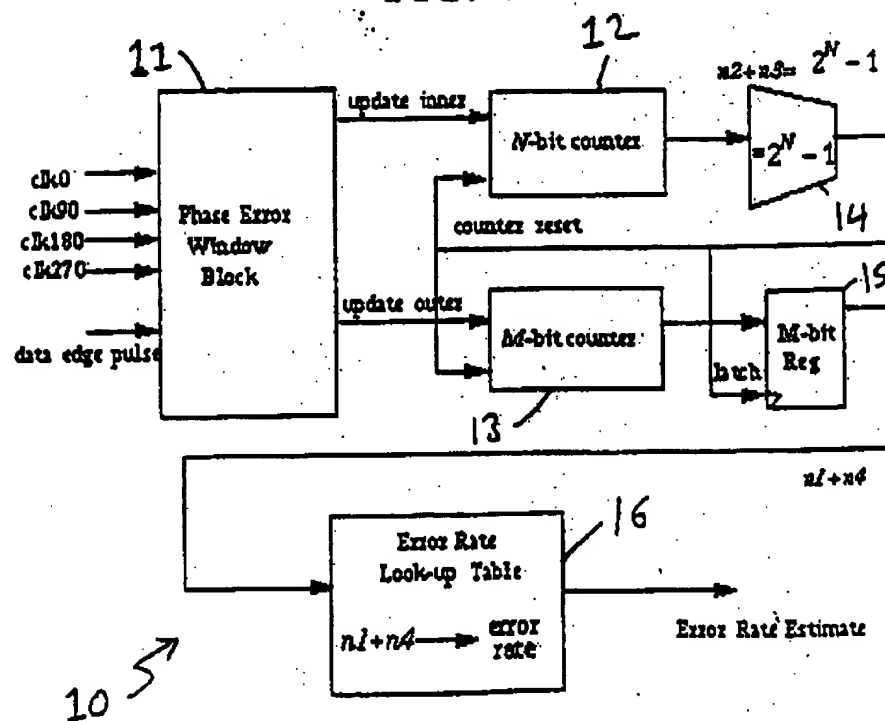 11
12
n2+n3= 2^N - 1
update inner
N-bit counter
=2^N - 1
14
clk0
clk90
clk180
clk270
Phase Error
Window
Block
counter reset
15
update outer
M-bit counter
M-bit
Reg
latch
data edge pulse
13
n1+n4
16
Error Rate
Look-up Table
n1+n4
error
rate
Error Rate Estimate
10